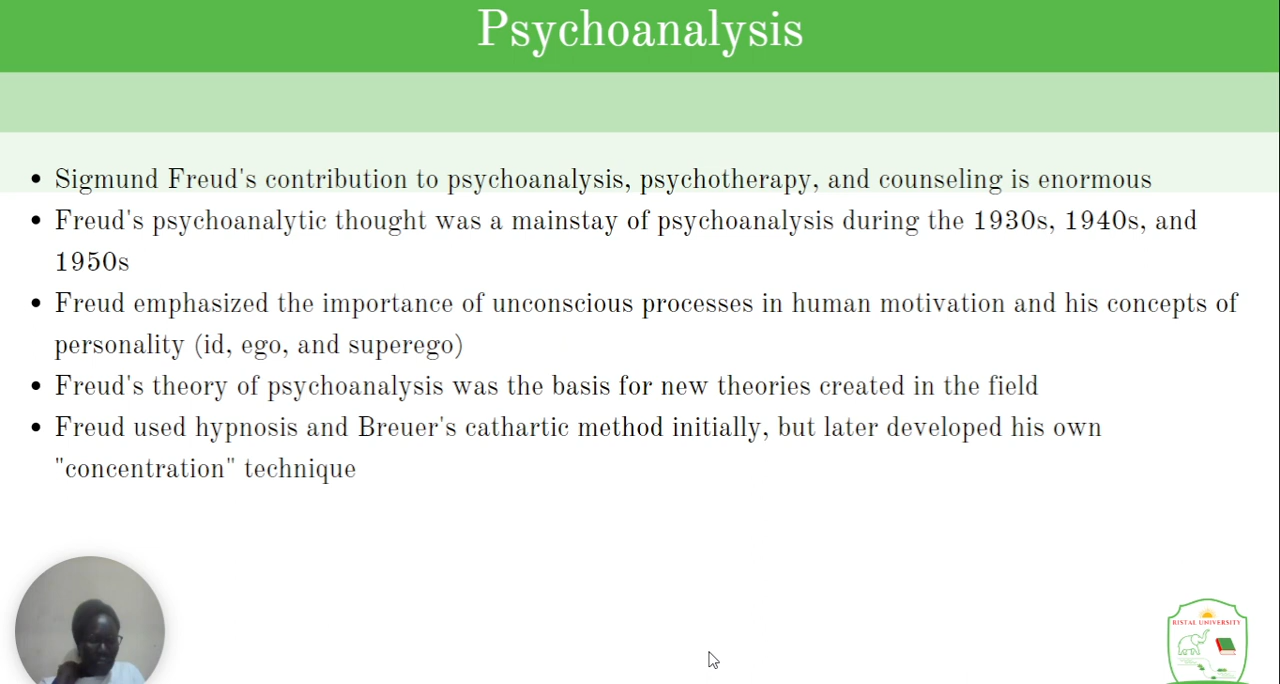 Psychoanalysis
• Sigmund Freud's contribution to psychoanalysis, psychotherapy, and counseling is enormous
• Freud's psychoanalytic thought was a mainstay of psychoanalysis during the 1930s, 1940s, and
1950s
• Freud emphasized the importance of unconscious processes in human motivation and his concepts of
personality (id, ego, and superego)
• Freud's theory of psychoanalysis was the basis for new theories created in the field
• Freud used hypnosis and Breuer's cathartic method initially, but later developed his own
"concentration" technique
RISTAL UNIVERSITY